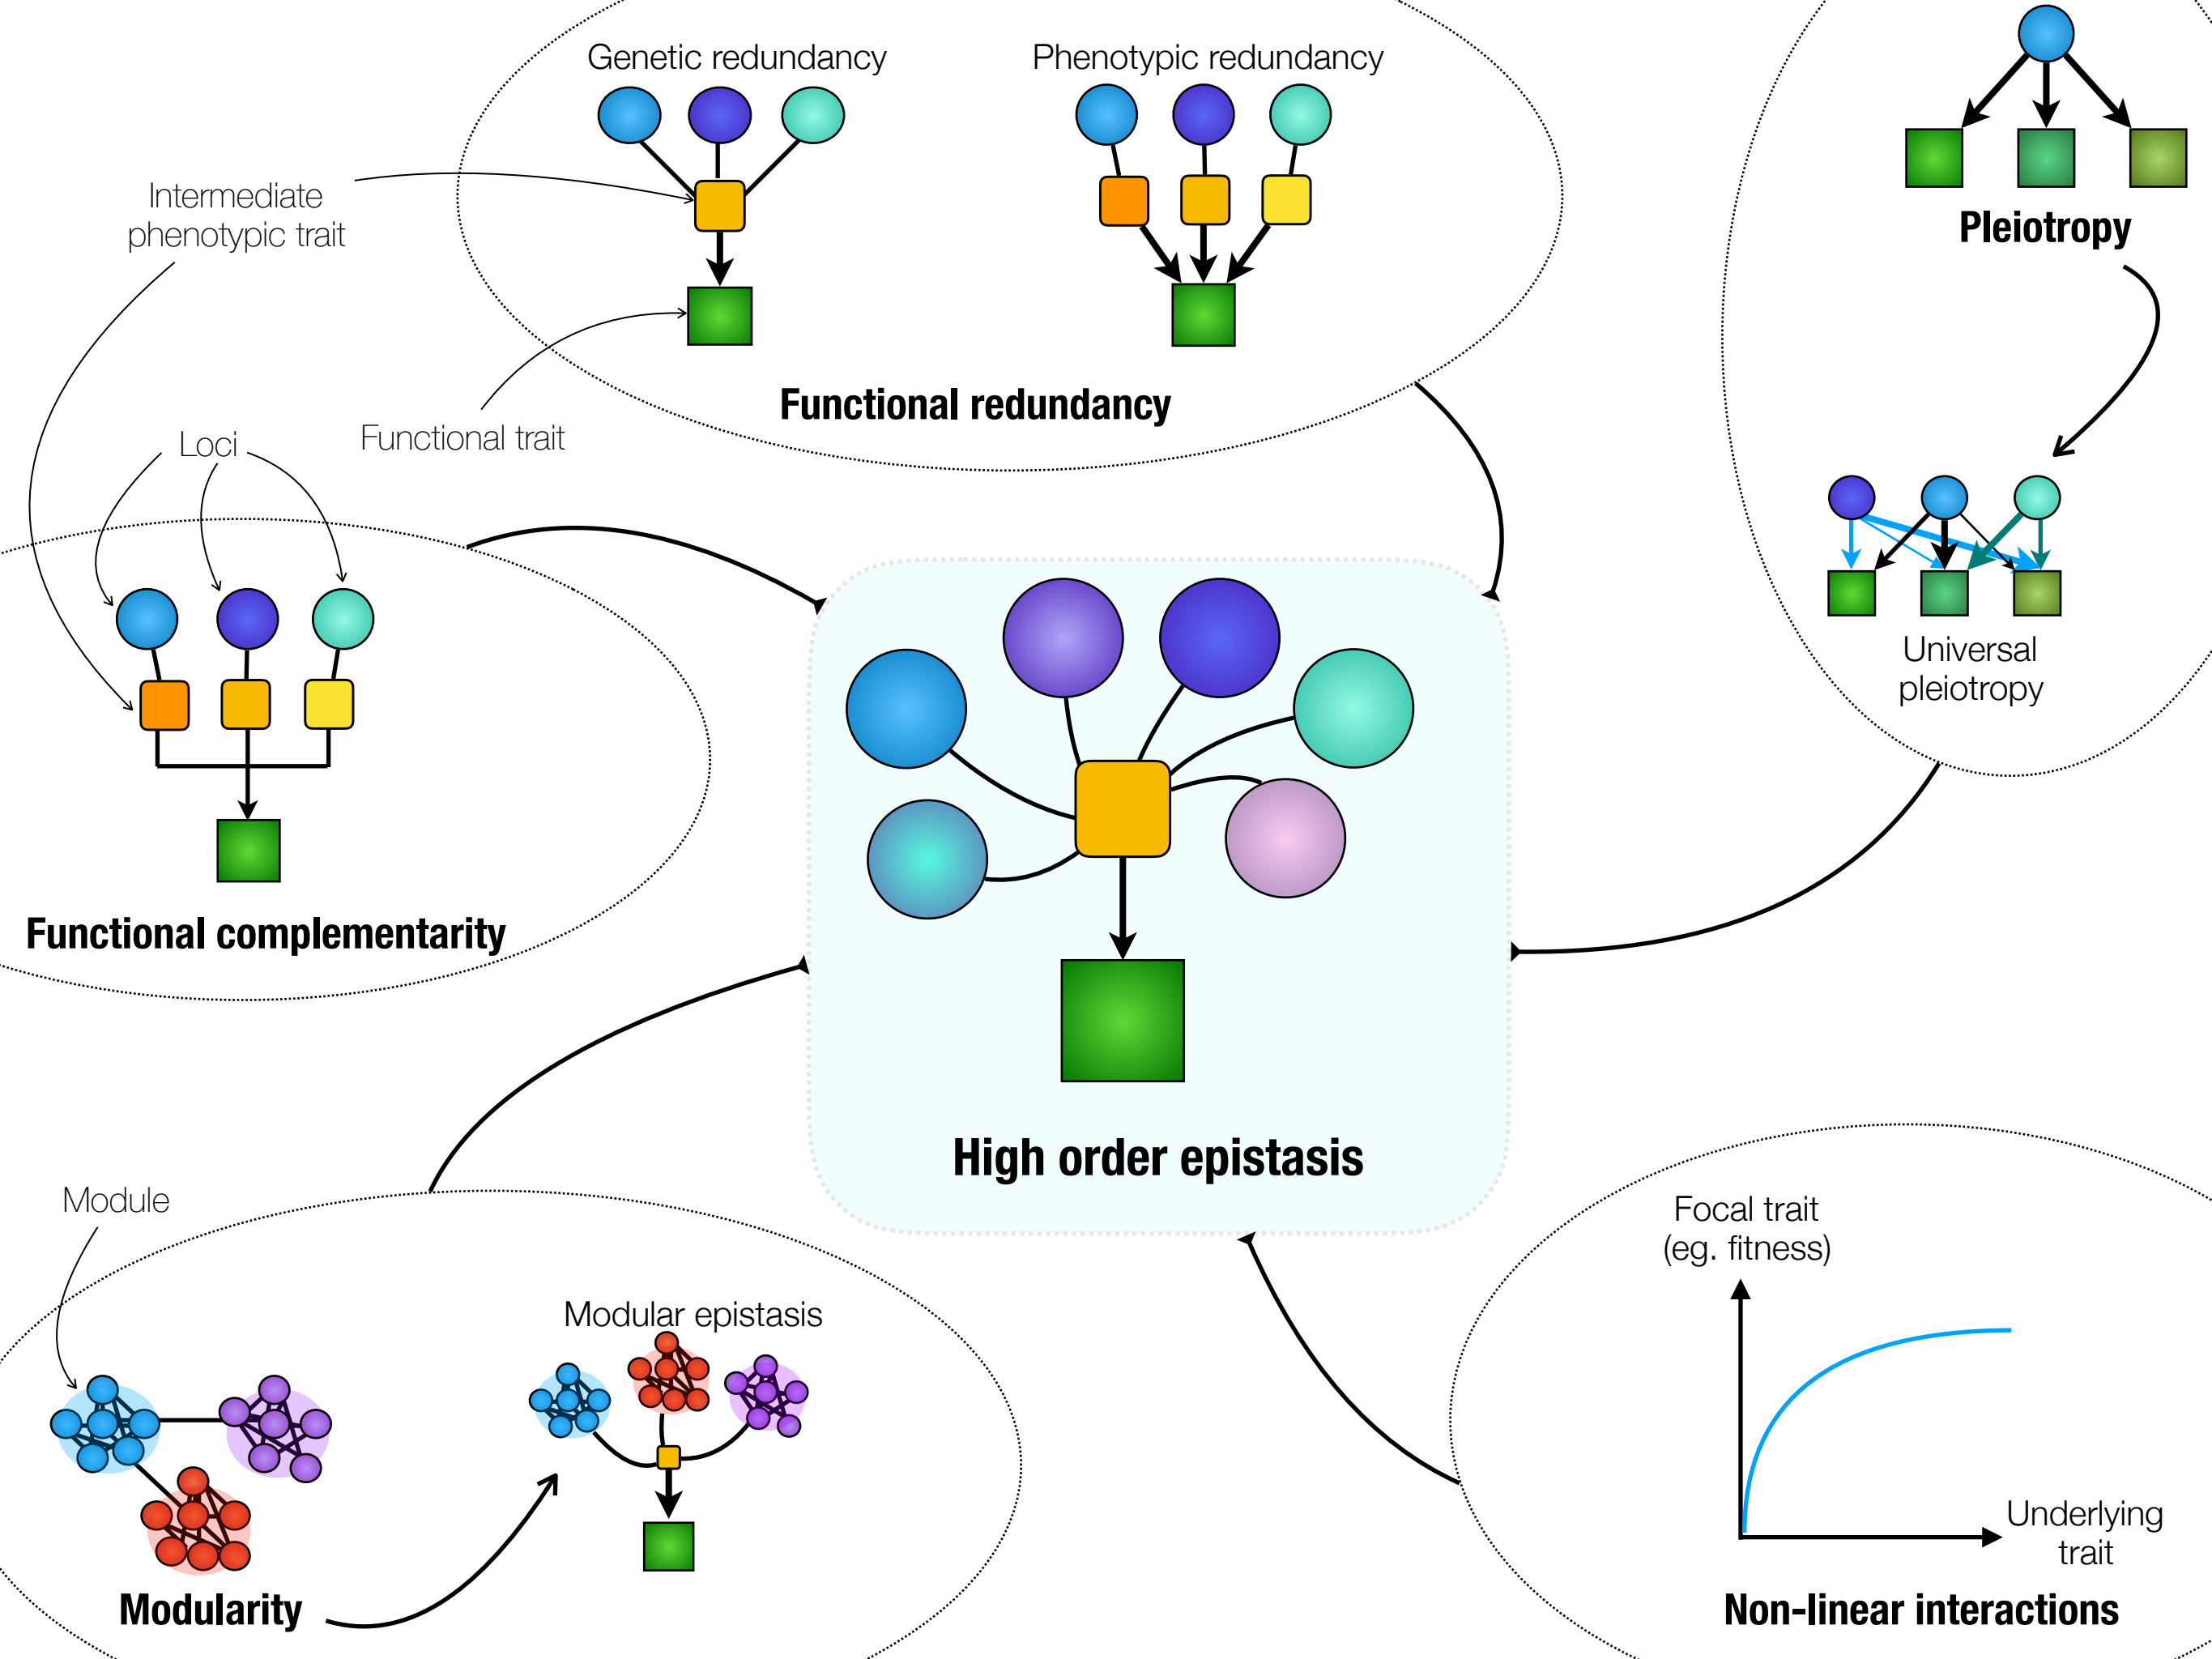 Genetic redundancy
Phenotypic redundancy
Intermediate
phenotypic trait
Pleiotropy
Functional redundancy
Functional trait
Loci
Universal
pleiotropy
Functional complementarity
High order epistasis
Module
Modular epistasis
Modularity
Focal trait
(eg. fitness)
Underlying
trait
Non-linear interactions